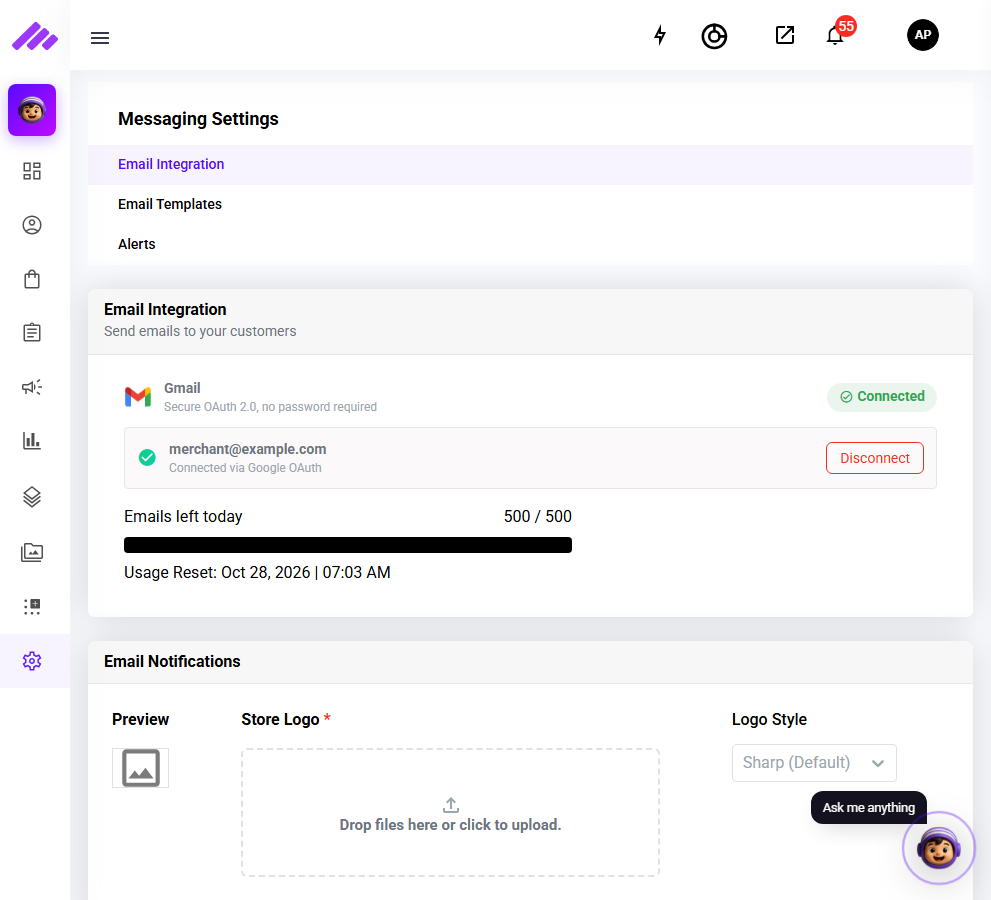 55
AP
Messaging Settings
Email Integration
Email Templates
Alerts
Email Integration
Send emails to your customers
Gmail
Secure OAuth 2.0, no password required
Connected
merchant@example.com
Connected via Google OAuth
Disconnect
Emails left today
500 / 500
Usage Reset: Oct 28, 2026 | 07:03 AM
Email Notifications
Preview
Store Logo *
Logo Style
Sharp (Default)
Drop files here or click to upload.
Ask me anything